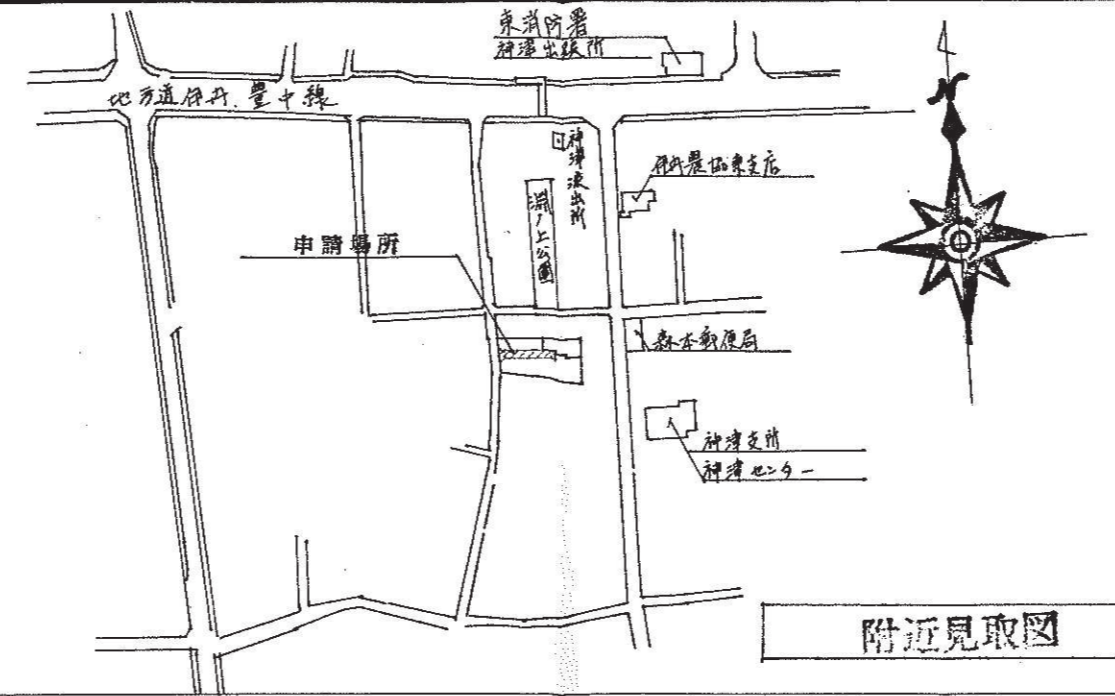 東消防署
神津出張所
N
地方道伊丹.豊中線
神津派出所
伊丹農協東支店
淵ノ上公園
申請場所
森本郵便局
神津支所
神津センター
附近見取図